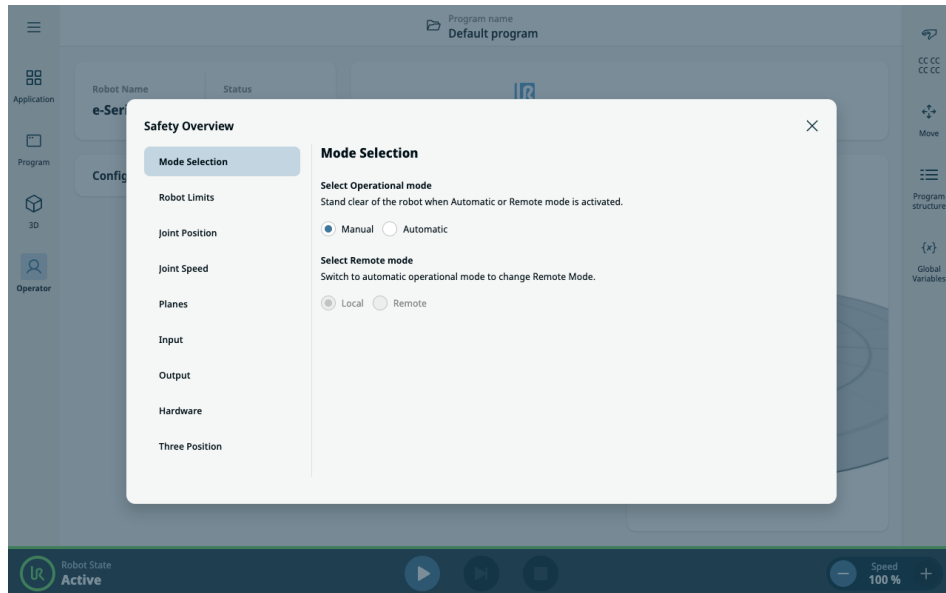 Program name
Default program
Application
Program
3D
Operator
Robot Name
Status
e-Seri
Config
Safety Overview
Mode Selection
Robot Limits
Joint Position
Joint Speed
Planes
Input
Output
Hardware
Three Position
Mode Selection
Select Operational mode
Stand clear of the robot when Automatic or Remote mode is activated.
Manual Automatic
Select Remote mode
Switch to automatic operational mode to change Remote Mode.
Local Remote
CC CC
CC CC
Move
Program
structure
{x}
Global
Variables
Robot State
Active
Speed
100 %